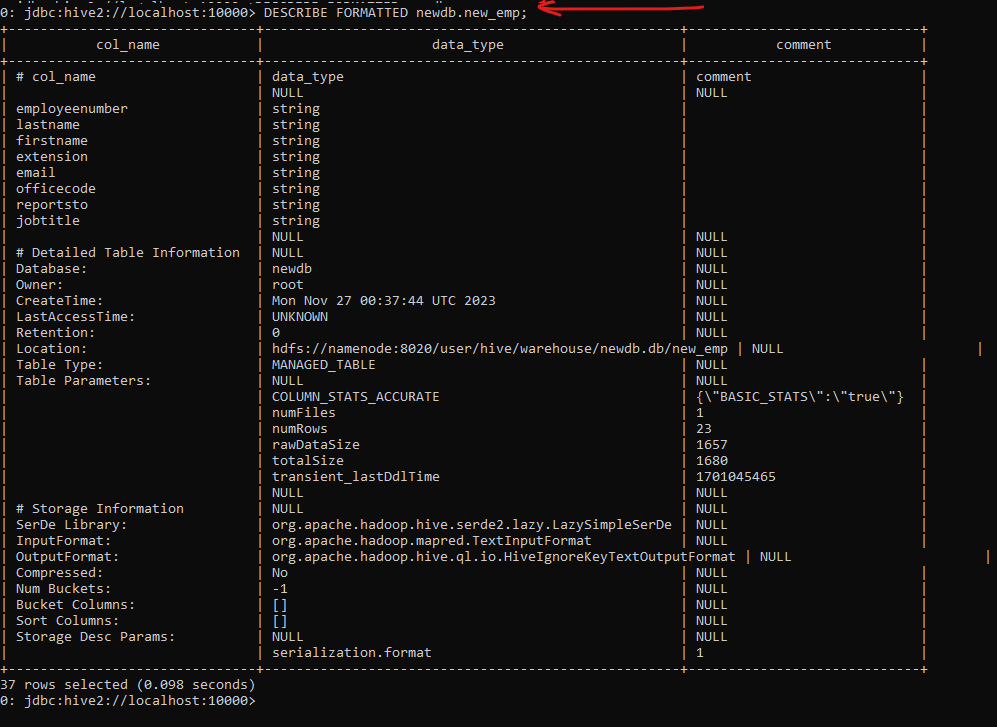 0: jdbc:hive2://localhost:10000> DESCRIBE FORMATTED newdb.new_emp;
+-------------------------------+----------------------------------------------------+-----------------------------+
| col_name | data_type | comment |
+-------------------------------+----------------------------------------------------+-----------------------------+
| # col_name | data_type | comment |
| | NULL | NULL |
| employeenumber | string | |
| lastname | string | |
| firstname | string | |
| extension | string | |
| email | string | |
| officecode | string | |
| reportsto | string | |
| jobtitle | string | |
| | NULL | NULL |
| # Detailed Table Information | NULL | NULL |
| Database: | newdb | NULL |
| Owner: | root | NULL |
| CreateTime: | Mon Nov 27 00:37:44 UTC 2023 | NULL |
| LastAccessTime: | UNKNOWN | NULL |
| Retention: | 0 | NULL |
| Location: | hdfs://namenode:8020/user/hive/warehouse/newdb.db/new_emp | NULL |
| Table Type: | MANAGED_TABLE | NULL |
| Table Parameters: | NULL | NULL |
| | COLUMN_STATS_ACCURATE | {\"BASIC_STATS\":\"true\"} |
| | numFiles | 1 |
| | numRows | 23 |
| | rawDataSize | 1657 |
| | totalSize | 1680 |
| | transient_lastDdlTime | 1701045465 |
| | NULL | NULL |
| # Storage Information | NULL | NULL |
| SerDe Library: | org.apache.hadoop.hive.serde2.lazy.LazySimpleSerDe | NULL |
| InputFormat: | org.apache.hadoop.mapred.TextInputFormat | NULL |
| OutputFormat: | org.apache.hadoop.hive.ql.io.HiveIgnoreKeyTextOutputFormat | NULL |
| Compressed: | No | NULL |
| Num Buckets: | -1 | NULL |
| Bucket Columns: | [] | NULL |
| Sort Columns: | [] | NULL |
| Storage Desc Params: | NULL | NULL |
| | serialization.format | 1 |
+-------------------------------+----------------------------------------------------+-----------------------------+
37 rows selected (0.098 seconds)
0: jdbc:hive2://localhost:10000>